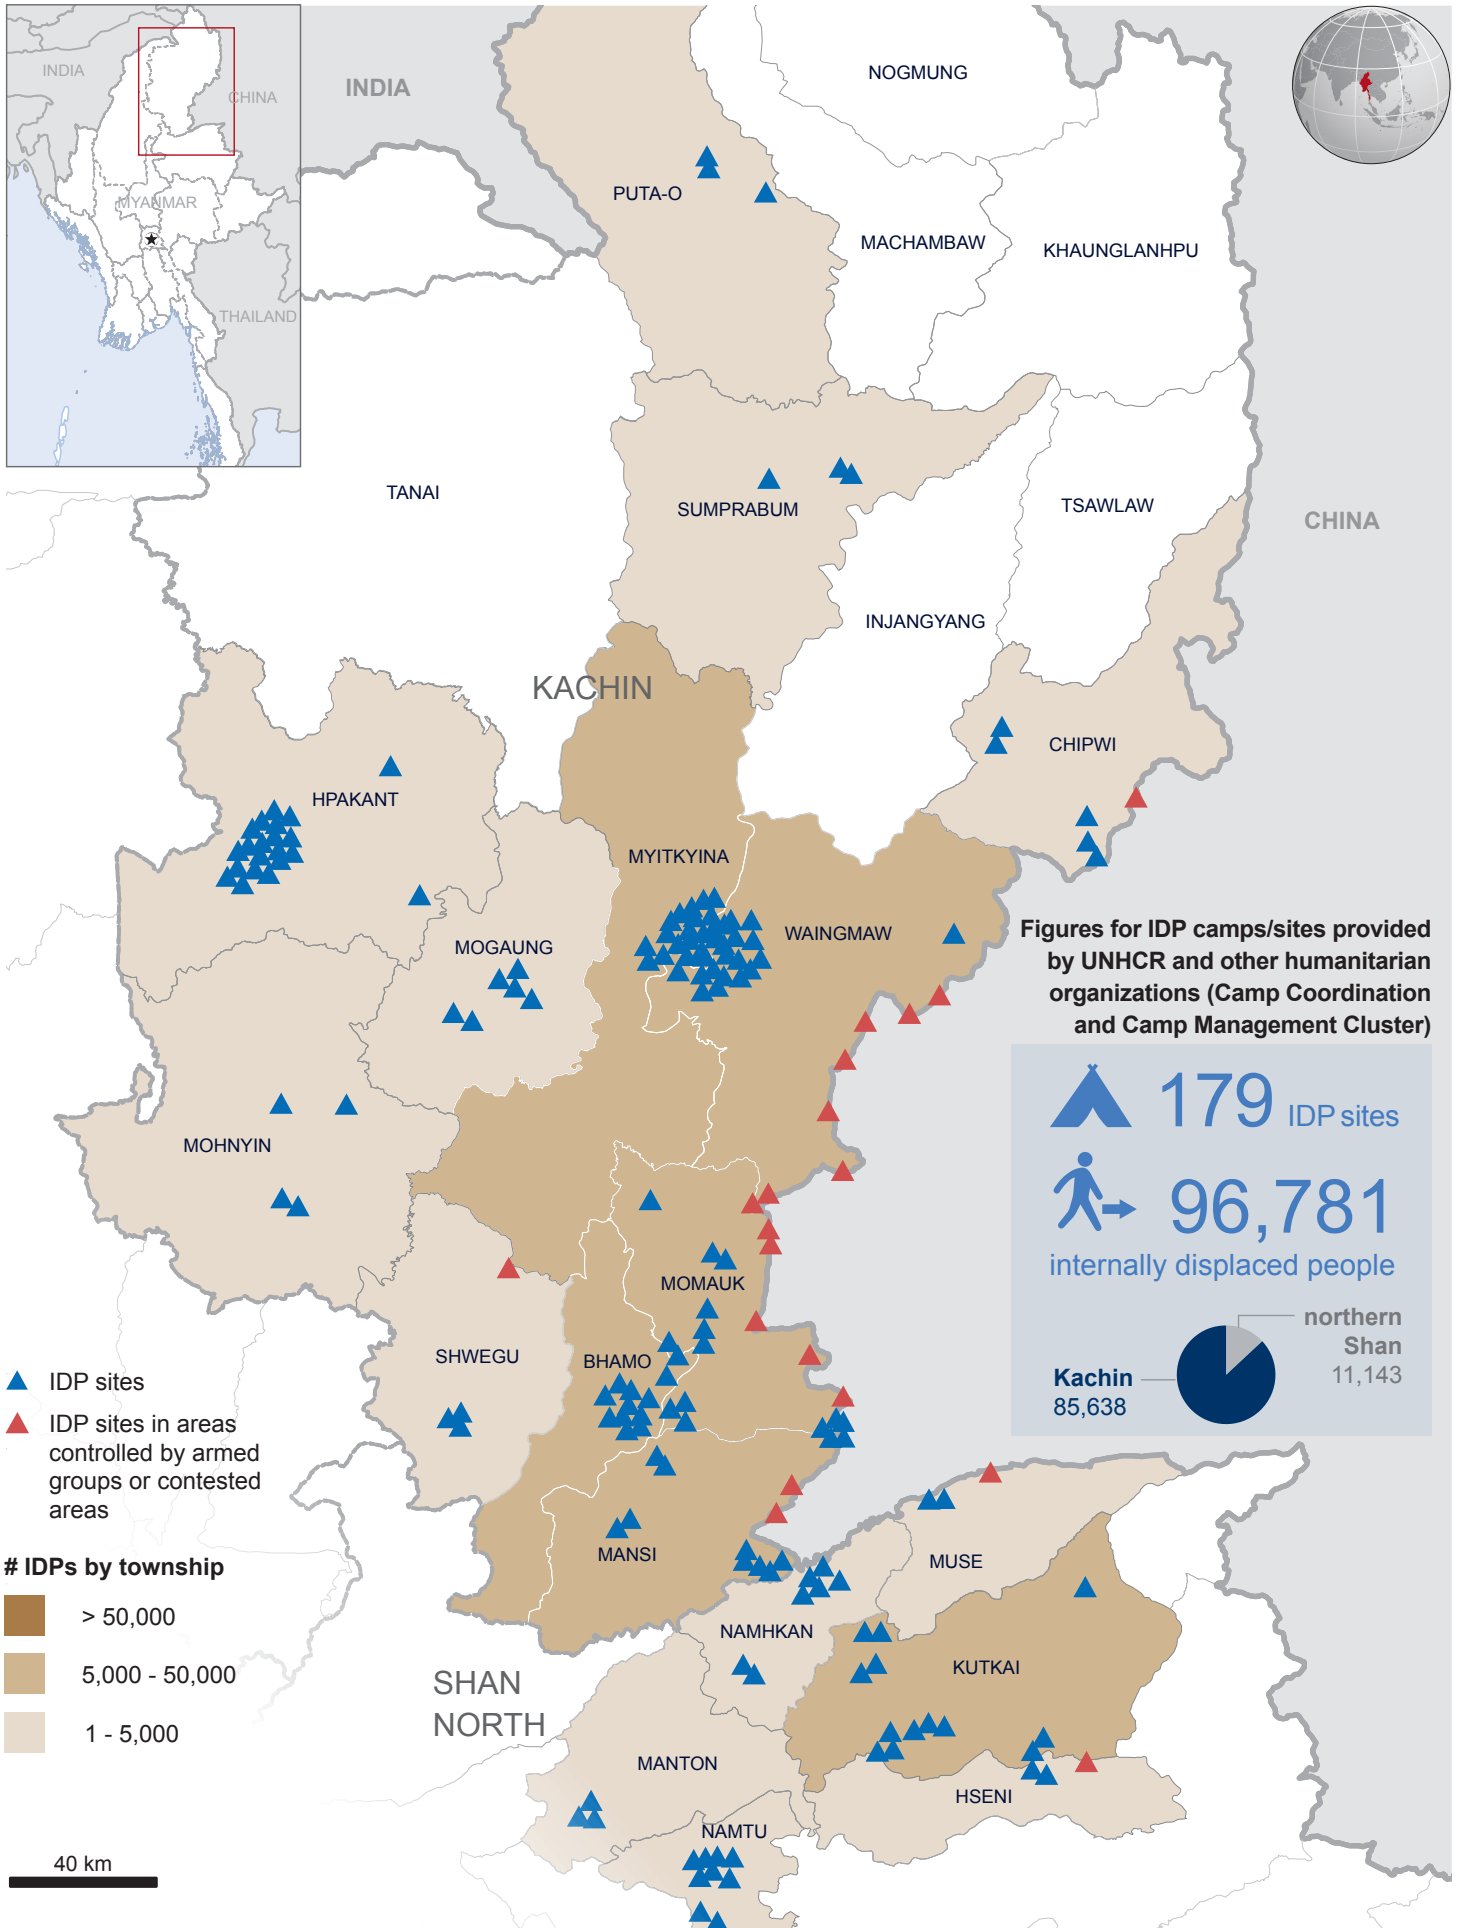 INDIA
CHINA
MYANMAR
THAILAND
INDIA
NOGMUNG
PUTA-O
MACHAMBAW
KHAUNGLANHPU
TANAI
SUMPRABUM
TSAWLAW
CHINA
INJANGYANG
KACHIN
CHIPWI
HPAKANT
MYITKYINA
WAINGMAW
MOGAUNG
Figures for IDP camps/sites provided
by UNHCR and other humanitarian
organizations (Camp Coordination
and Camp Management Cluster)
179 IDP sites
96,781
internally displaced people
northern
Shan
11,143
Kachin
85,638
MOHNYIN
MOMAUK
SHWEGU
BHAMO
IDP sites
IDP sites in areas
controlled by armed
groups or contested
areas
MANSI
MUSE
# IDPs by township
> 50,000
5,000 - 50,000
1 - 5,000
NAMHKAN
KUTKAI
SHAN
NORTH
MANTON
HSENI
NAMTU
40 km